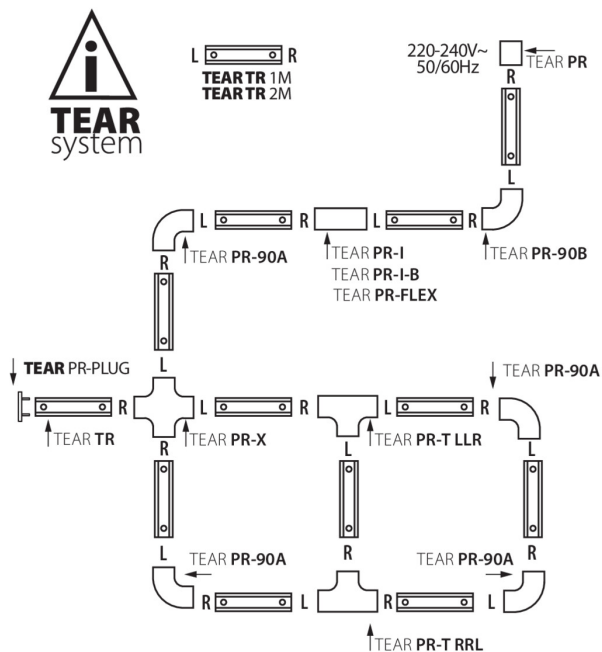 i
TEAR
system
L R
TEAR TR 1M
TEAR TR 2M
220-240V~
50/60Hz
TEAR PR
R
L
L R L R
TEAR PR-90A
TEAR PR-I
TEAR PR-I-B
TEAR PR-FLEX
TEAR PR-90B
R
L
TEAR PR-PLUG
TEAR PR-90A
R L R L R
TEAR TR
TEAR PR-X
TEAR PR-T LLR
R L L
L R R
TEAR PR-90A
TEAR PR-90A
R L R L
TEAR PR-T RRL